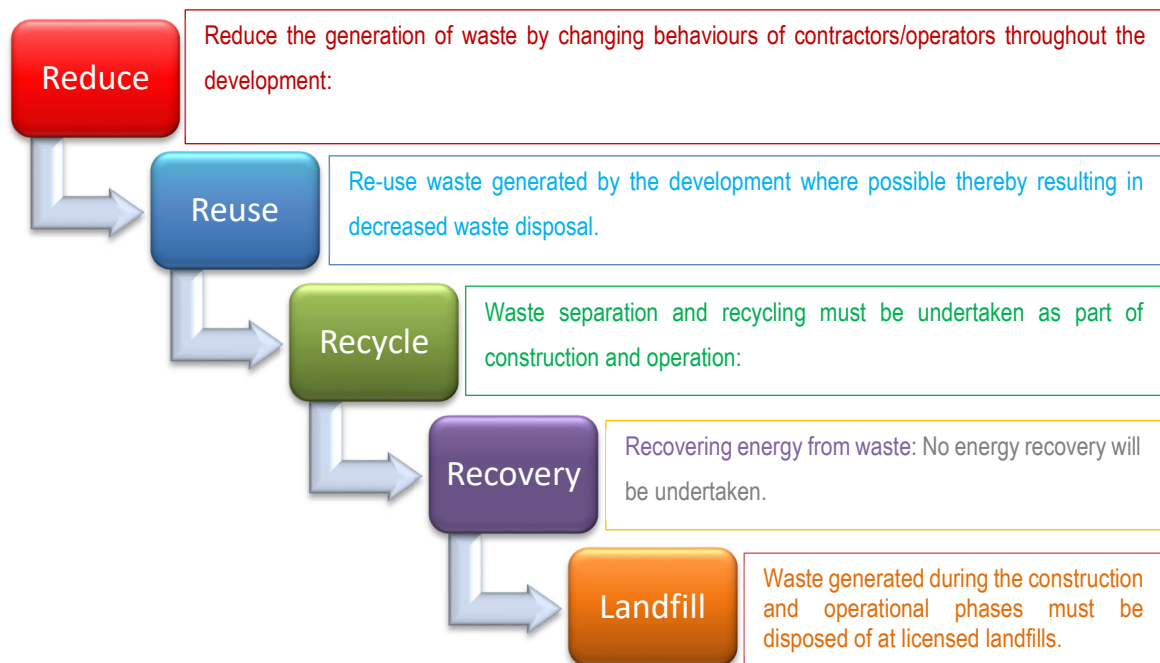 Reduce
Reduce the generation of waste by changing behaviours of contractors/operators throughout the
development:
Reuse
Re-use waste generated by the development where possible thereby resulting in
decreased waste disposal.
Recycle
Waste separation and recycling must be undertaken as part of
construction and operation:
Recovery
Recovering energy from waste: No energy recovery will
be undertaken.
Landfill
Waste generated during the construction
and operational phases must be
disposed of at licensed landfills.